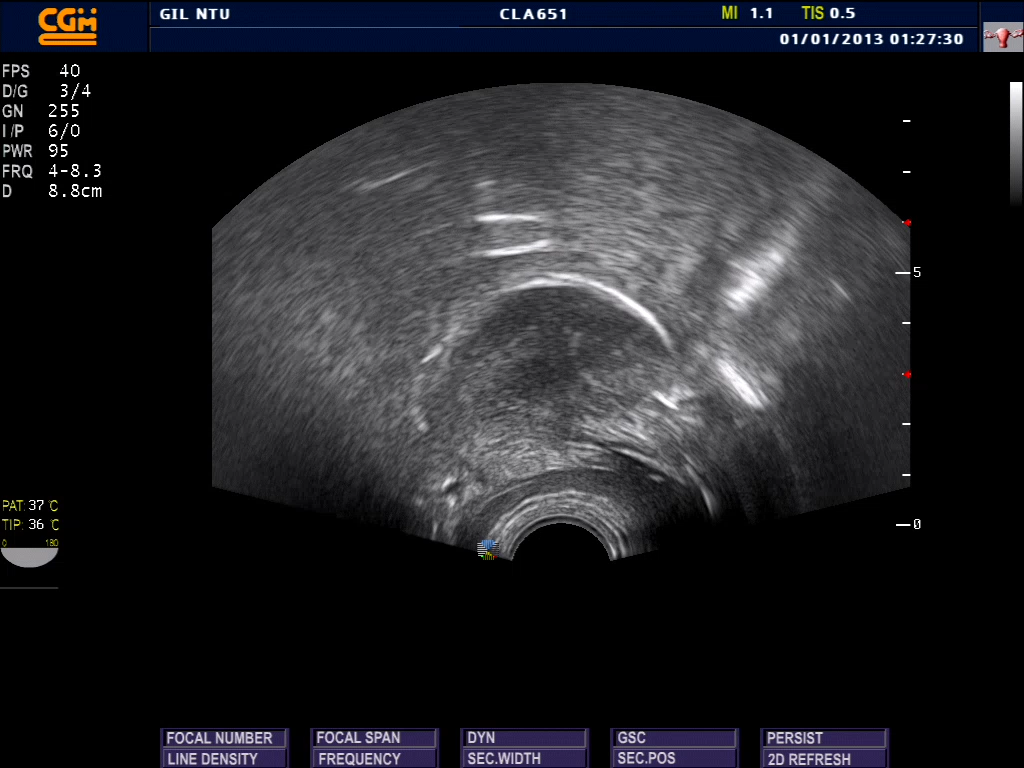 CGM
GIL NTU CLA651 MI 1.1 TIS 0.5
01/01/2013 01:27:30
FPS 40
D/G 3/4
GN 255
I/P 6/0
PWR 95
FRQ 4-8.3
D 8.8cm
5
PAT: 37 °C
TIP: 36 °C
0 180
0
FOCAL NUMBER FOCAL SPAN DYN GSC PERSIST
LINE DENSITY FREQUENCY SEC.WIDTH SEC.POS 2D REFRESH